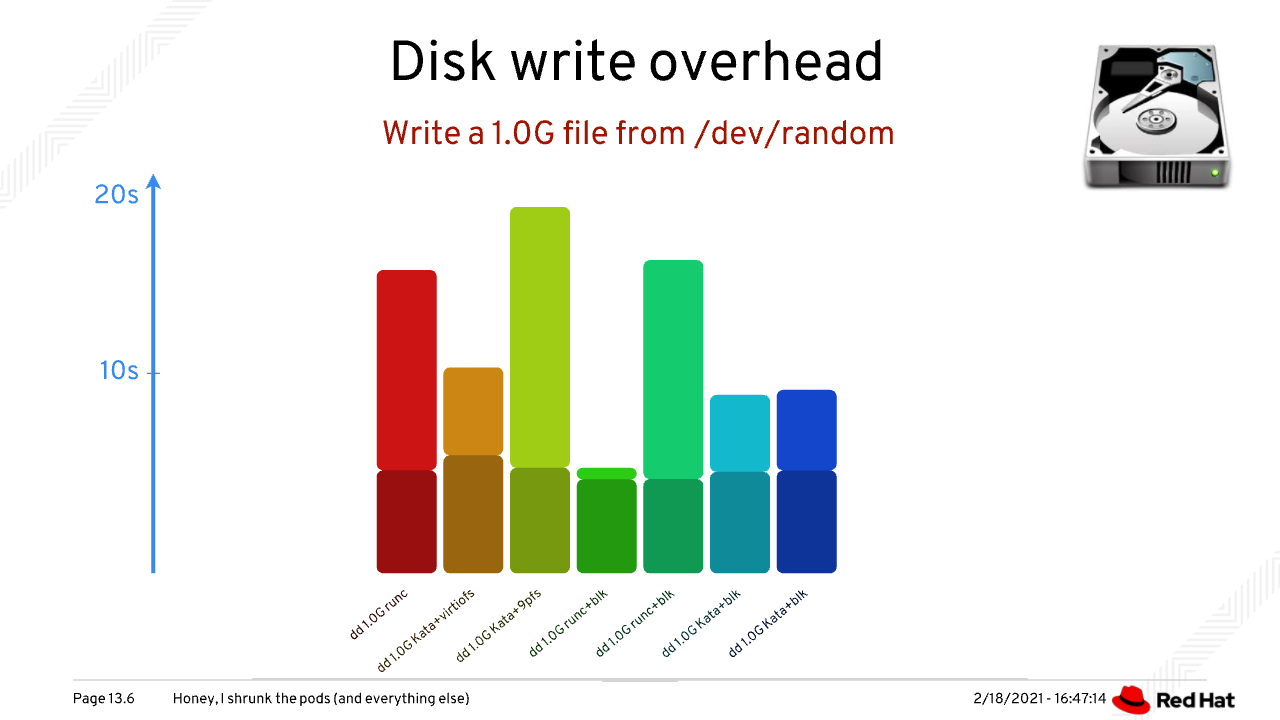 Disk write overhead
Write a 1.0G file from /dev/random
20s
10s
dd 1.0G runc
dd 1.0G Kata+virtiofs
dd 1.0G Kata+9pfs
dd 1.0G runc+blk
dd 1.0G runc+blk
dd 1.0G Kata+blk
dd 1.0G Kata+blk
Page 13.6
Honey, I shrunk the pods (and everything else)
2/18/2021 - 16:47:14
Red Hat